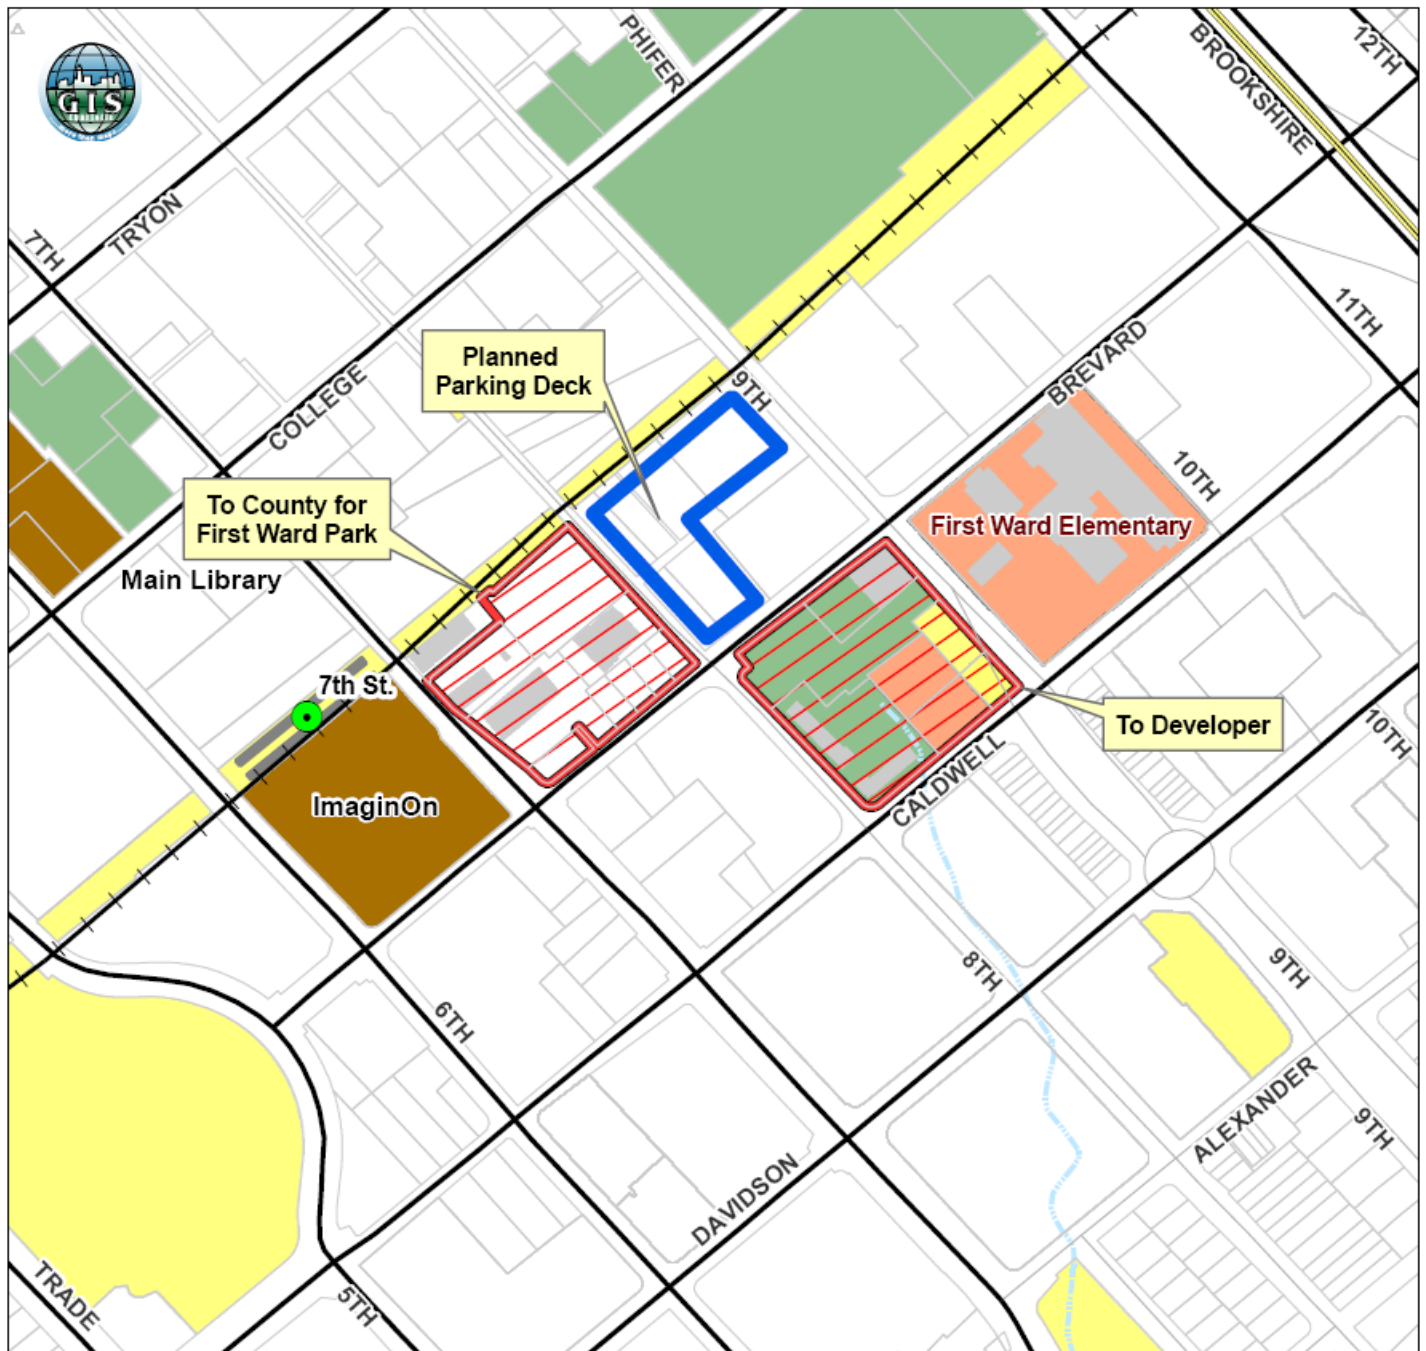 PHIFER
BROOKSHIRE
12TH
GIS
TRYON
7TH
11TH
Planned
Parking Deck
9TH
BREVARD
COLLEGE
10TH
To County for
First Ward Park
First Ward Elementary
Main Library
7th St.
To Developer
10TH
CALDWELL
ImaginOn
8TH
9TH
6TH
ALEXANDER
9TH
DAVIDSON
TRADE
5TH